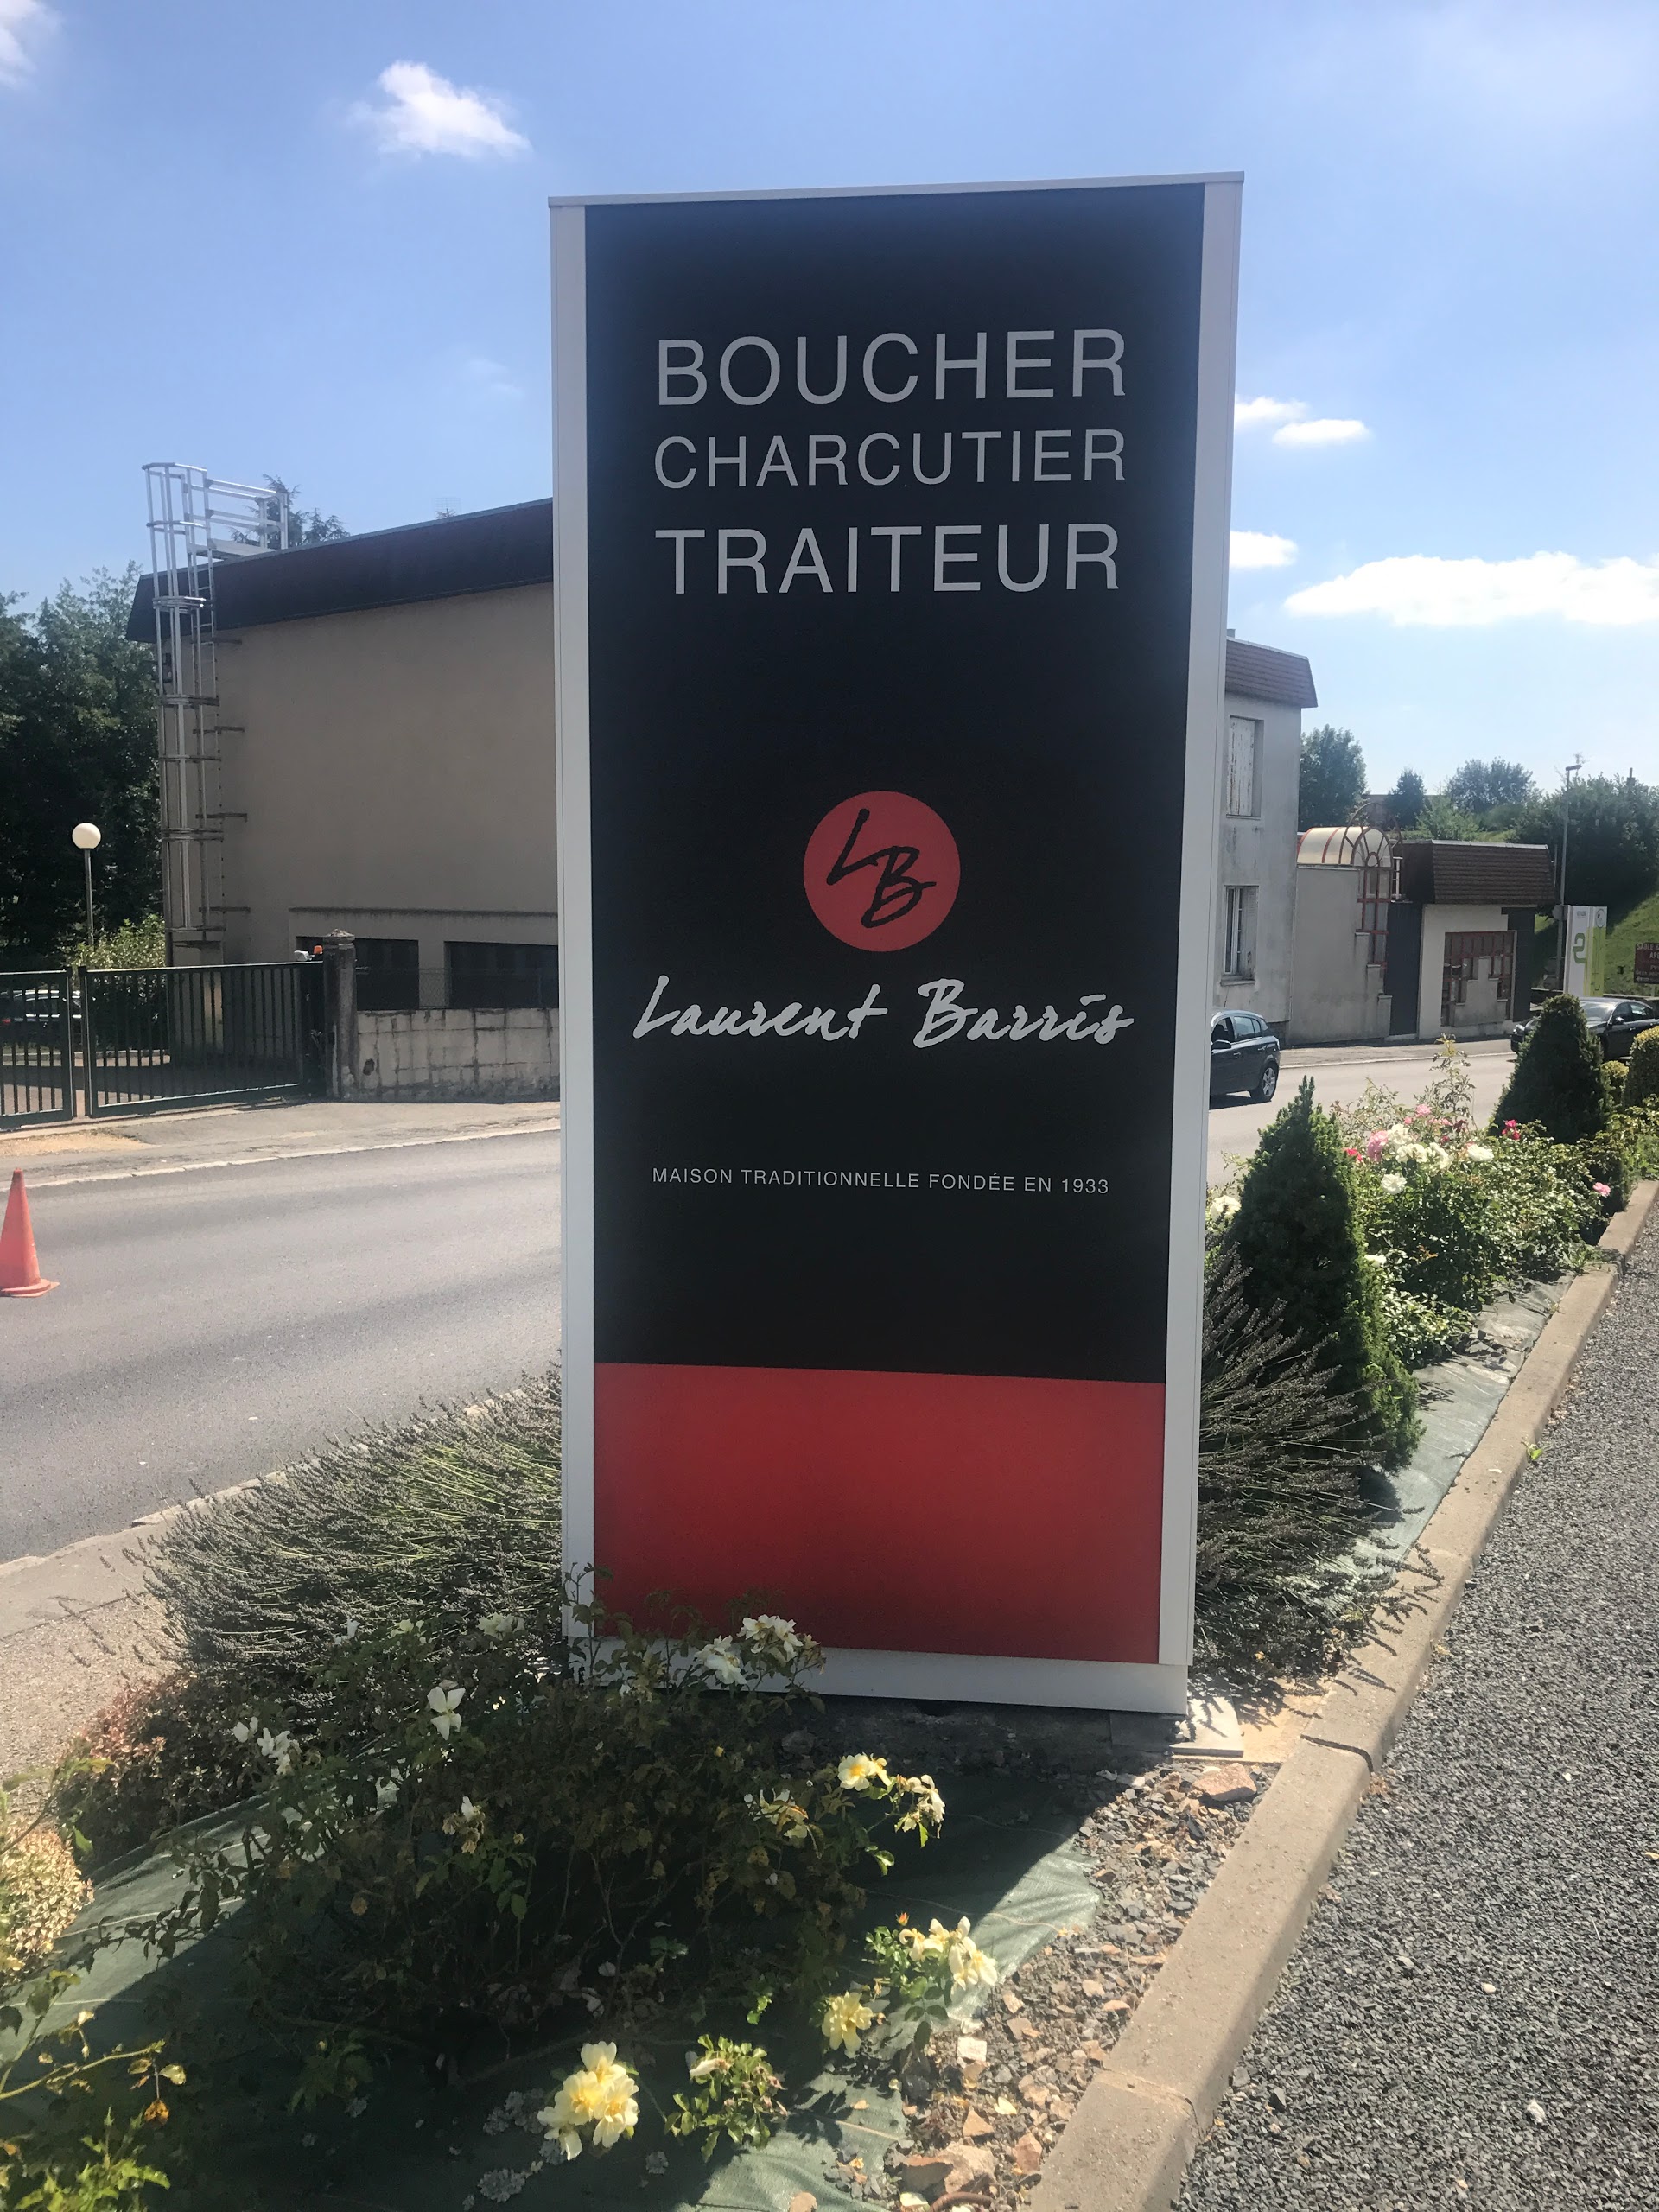 BOUCHER
CHARCUTIER
TRAITEUR
LB
Laurent Barris
MAISON TRADITIONNELLE FONDÉE EN 1933